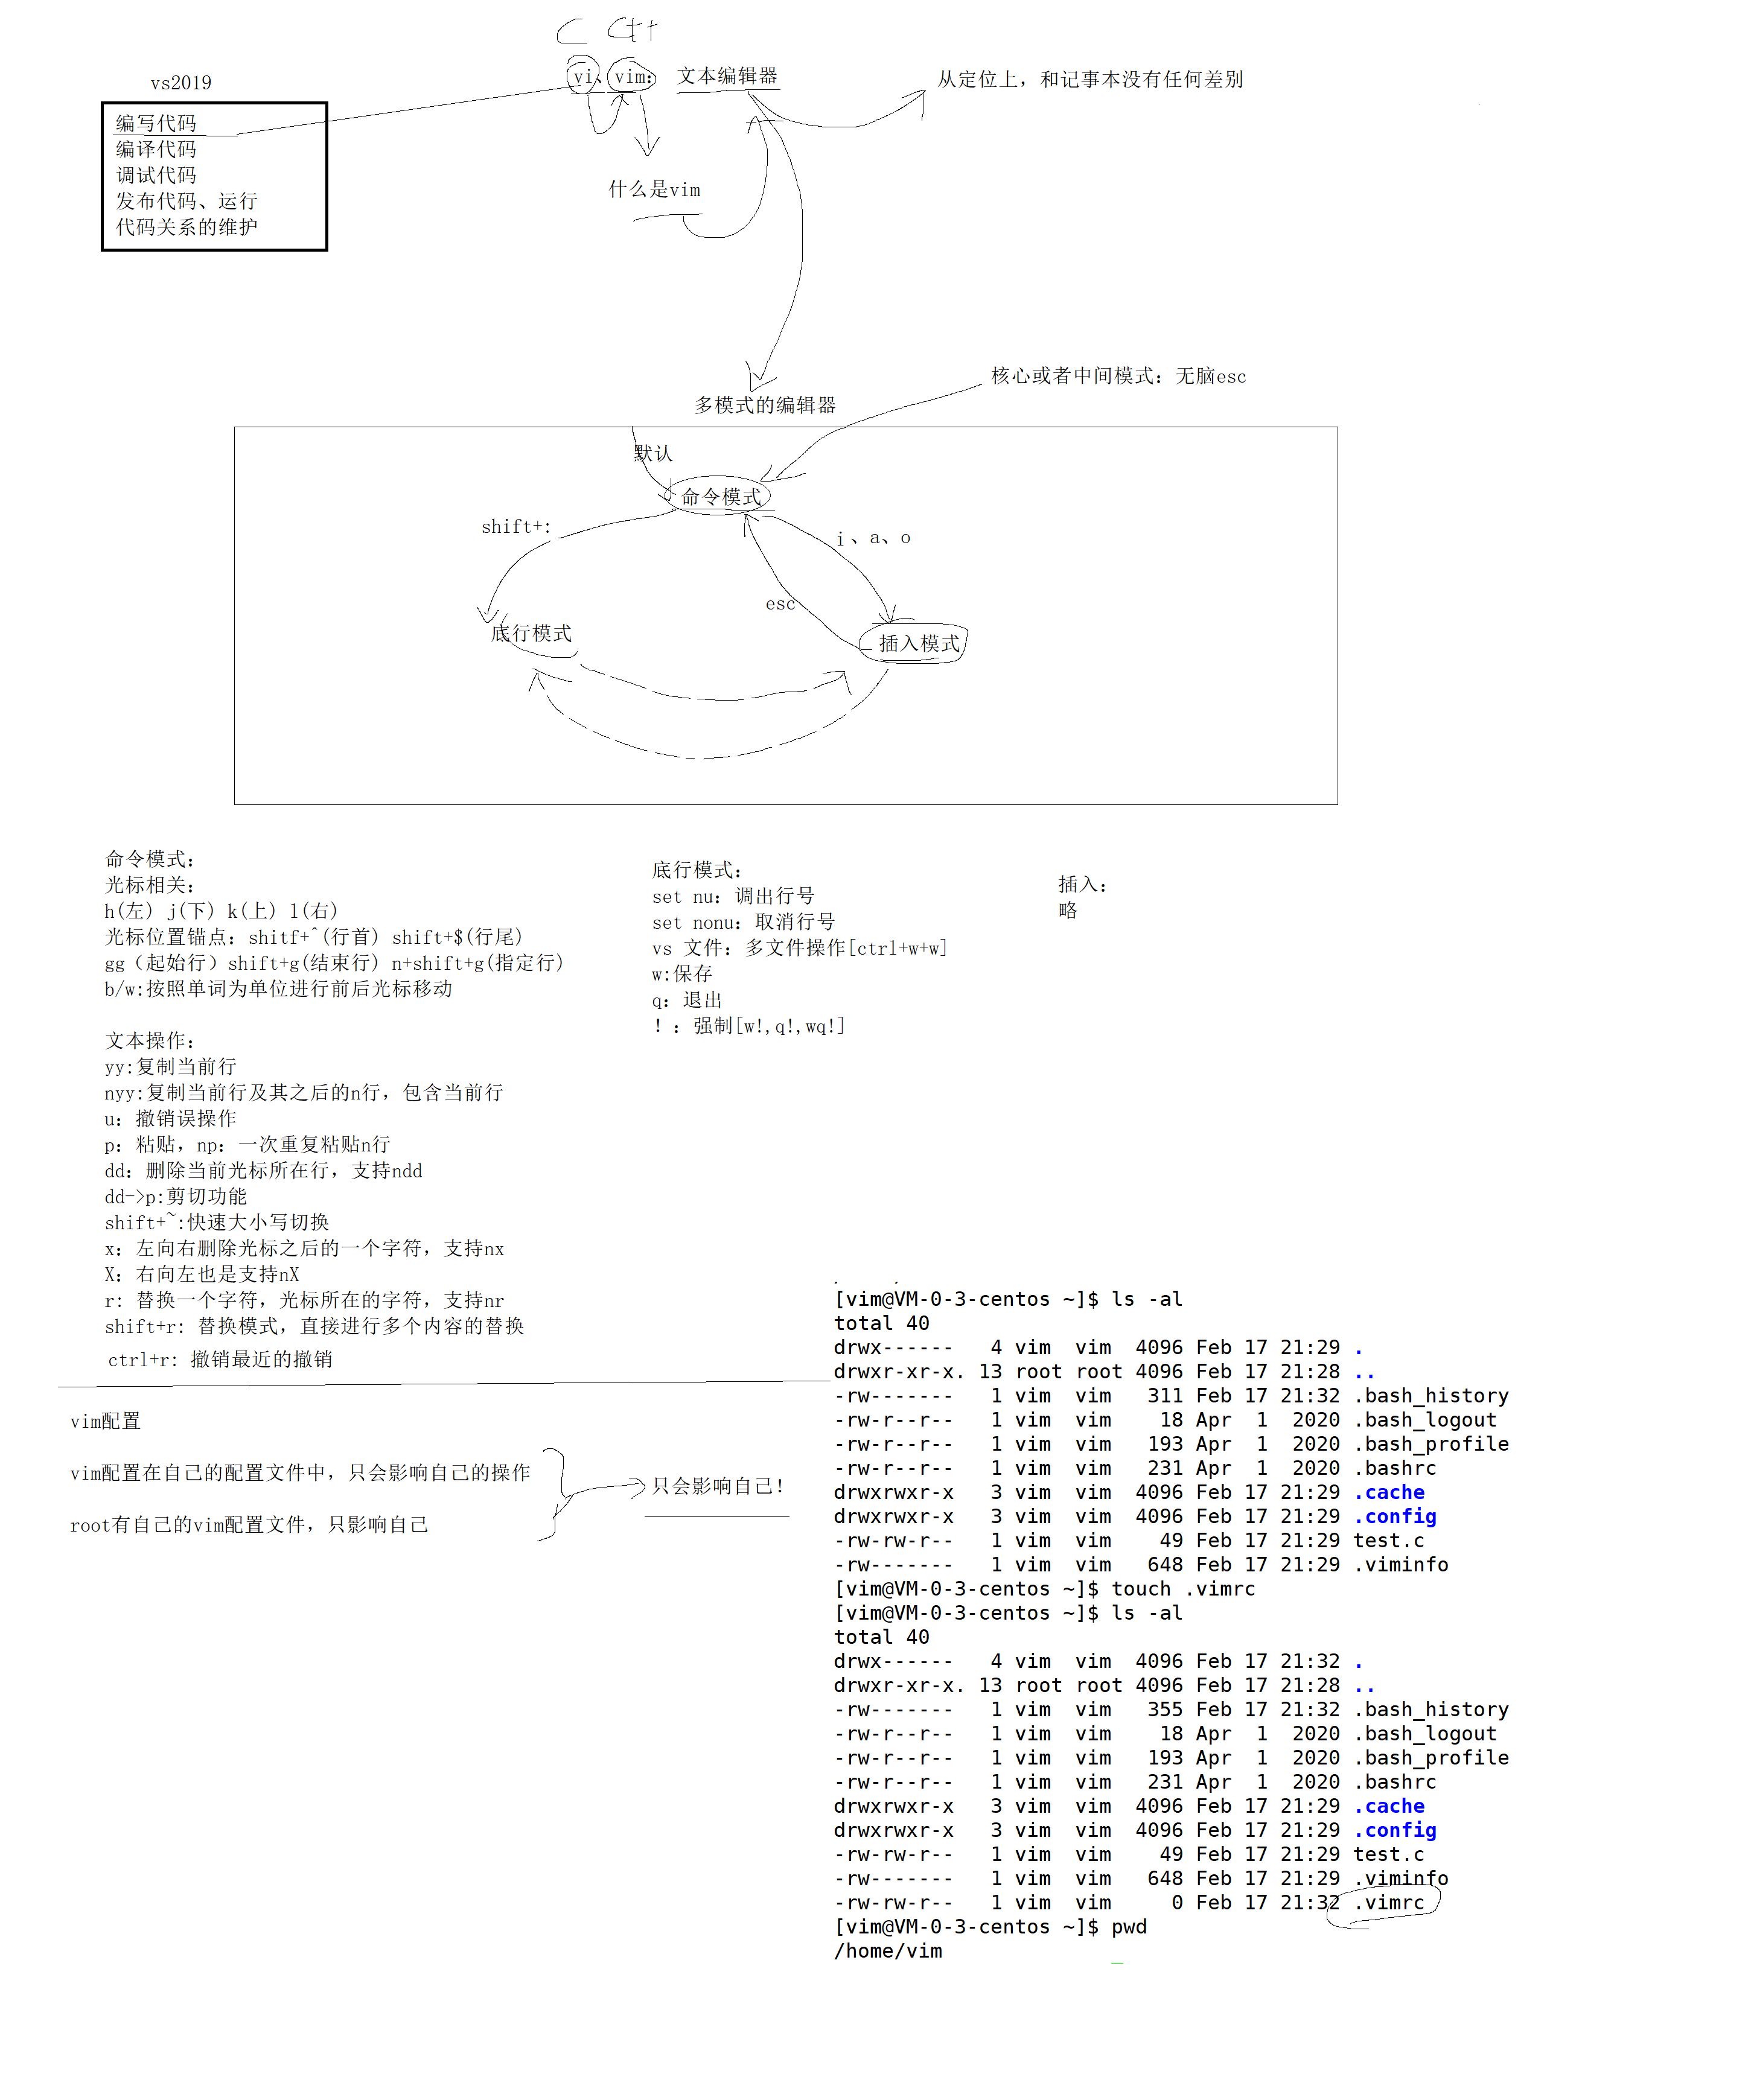 C C++
vi、vim： 文本编辑器
从定位上，和记事本没有任何差别
vs2019
编写代码
编译代码
调试代码
发布代码、运行
代码关系的维护
什么是vim
核心或者中间模式：无脑esc
多模式的编辑器
默认
命令模式
shift+:
i、a、o
esc
底行模式
插入模式
命令模式：
光标相关：
h(左) j(下) k(上) l(右)
光标位置锚点：shitf+^(行首) shift+$(行尾)
gg（起始行）shift+g(结束行) n+shift+g(指定行)
b/w:按照单词为单位进行前后光标移动
文本操作：
yy:复制当前行
nyy:复制当前行及其之后的n行，包含当前行
u：撤销误操作
p：粘贴，np：一次重复粘贴n行
dd：删除当前光标所在行，支持ndd
dd->p:剪切功能
shift+~:快速大小写切换
x：左向右删除光标之后的一个字符，支持nx
X：右向左也是支持nX
r: 替换一个字符，光标所在的字符，支持nr
shift+r: 替换模式，直接进行多个内容的替换
ctrl+r: 撤销最近的撤销
底行模式：
set nu：调出行号
set nonu：取消行号
vs 文件：多文件操作[ctrl+w+w]
w:保存
q：退出
！：强制[w!,q!,wq!]
插入：
略
vim配置
vim配置在自己的配置文件中，只会影响自己的操作
root有自己的vim配置文件，只影响自己
只会影响自己！
[vim@VM-0-3-centos ~]$ ls -al
total 40
drwx------   4 vim  vim  4096 Feb 17 21:29 .
drwxr-xr-x. 13 root root 4096 Feb 17 21:28 ..
-rw-------   1 vim  vim   311 Feb 17 21:32 .bash_history
-rw-r--r--   1 vim  vim    18 Apr  1  2020 .bash_logout
-rw-r--r--   1 vim  vim   193 Apr  1  2020 .bash_profile
-rw-r--r--   1 vim  vim   231 Apr  1  2020 .bashrc
drwxrwxr-x   3 vim  vim  4096 Feb 17 21:29 .cache
drwxrwxr-x   3 vim  vim  4096 Feb 17 21:29 .config
-rw-rw-r--   1 vim  vim    49 Feb 17 21:29 test.c
-rw-------   1 vim  vim   648 Feb 17 21:29 .viminfo
[vim@VM-0-3-centos ~]$ touch .vimrc
[vim@VM-0-3-centos ~]$ ls -al
total 40
drwx------   4 vim  vim  4096 Feb 17 21:32 .
drwxr-xr-x. 13 root root 4096 Feb 17 21:28 ..
-rw-------   1 vim  vim   355 Feb 17 21:32 .bash_history
-rw-r--r--   1 vim  vim    18 Apr  1  2020 .bash_logout
-rw-r--r--   1 vim  vim   193 Apr  1  2020 .bash_profile
-rw-r--r--   1 vim  vim   231 Apr  1  2020 .bashrc
drwxrwxr-x   3 vim  vim  4096 Feb 17 21:29 .cache
drwxrwxr-x   3 vim  vim  4096 Feb 17 21:29 .config
-rw-rw-r--   1 vim  vim    49 Feb 17 21:29 test.c
-rw-------   1 vim  vim   648 Feb 17 21:29 .viminfo
-rw-rw-r--   1 vim  vim     0 Feb 17 21:32 .vimrc
[vim@VM-0-3-centos ~]$ pwd
/home/vim